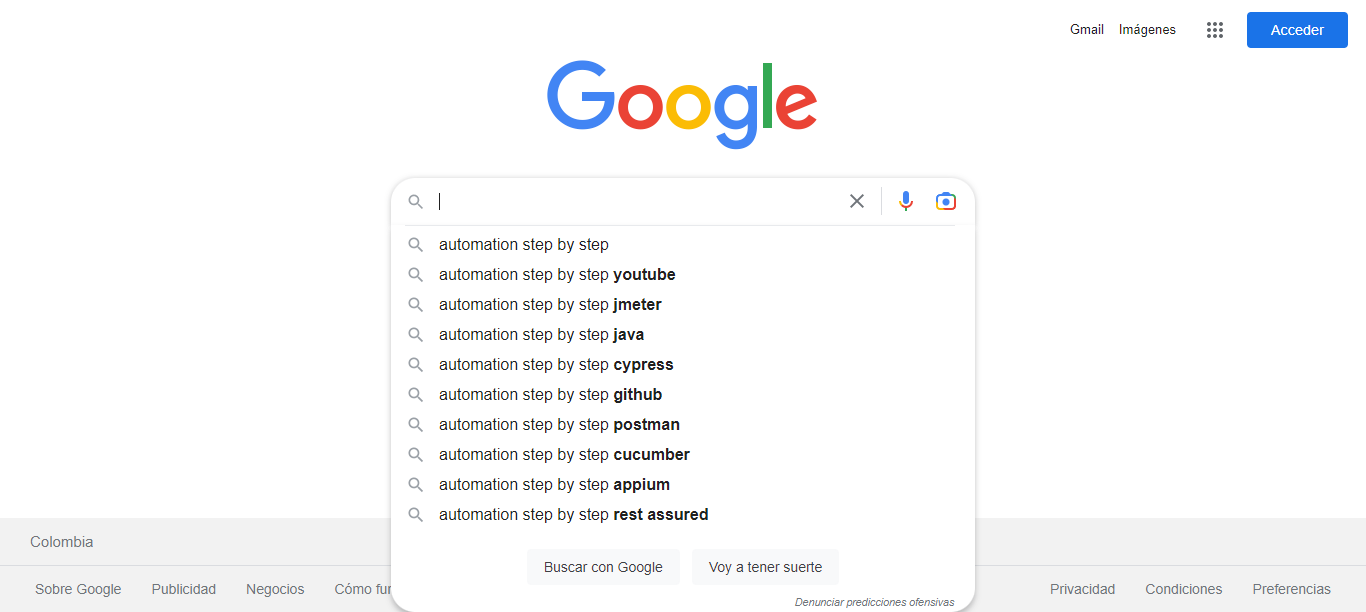 Gmail Imágenes Acceder
Google
automation step by step
automation step by step youtube
automation step by step jmeter
automation step by step java
automation step by step cypress
automation step by step github
automation step by step postman
automation step by step cucumber
automation step by step appium
automation step by step rest assured
Buscar con Google Voy a tener suerte
Denunciar predicciones ofensivas
Colombia
Sobre Google Publicidad Negocios Cómo Privacidad Condiciones Preferencias